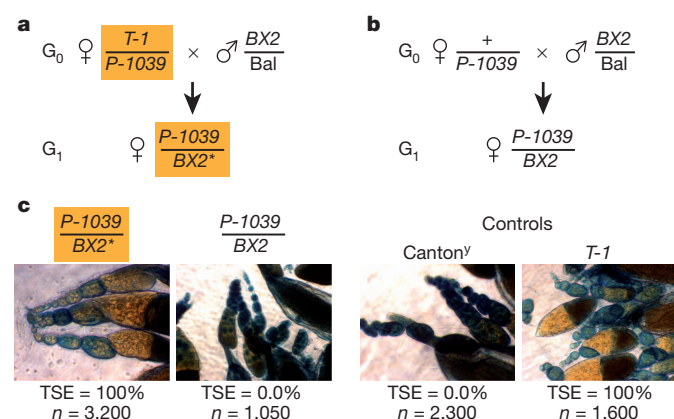 a
G0 ♀ T-1 / P-1039 × ♂ BX2 / Bal
G1 ♀ P-1039 / BX2*
b
G0 ♀ + / P-1039 × ♂ BX2 / Bal
G1 ♀ P-1039 / BX2
c
P-1039 / BX2*
P-1039 / BX2
Controls
Cantonʸ
T-1
TSE = 100%
n = 3,200
TSE = 0.0%
n = 1,050
TSE = 0.0%
n = 2,300
TSE = 100%
n = 1,600